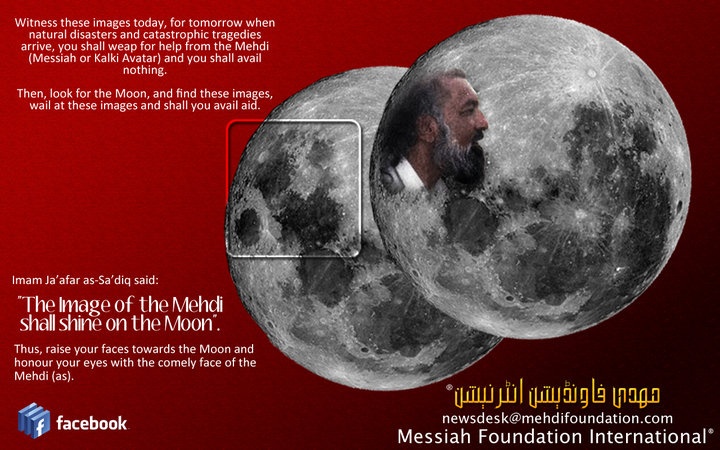 Witness these images today, for tomorrow when
natural disasters and catastrophic tragedies
arrive, you shall weap for help from the Mehdi
(Messiah or Kalki Avatar) and you shall avail
nothing.
Then, look for the Moon, and find these images,
wail at these images and shall you avail aid.
Imam Ja'afar as-Sa'diq said:
"The Image of the Mehdi
shall shine on the Moon".
Thus, raise your faces towards the Moon and
honour your eyes with the comely face of the
Mehdi (as).
f facebook
مهدی فاونڈیشن انٹرنیشن®
newsdesk@mehdifoundation.com
Messiah Foundation International®